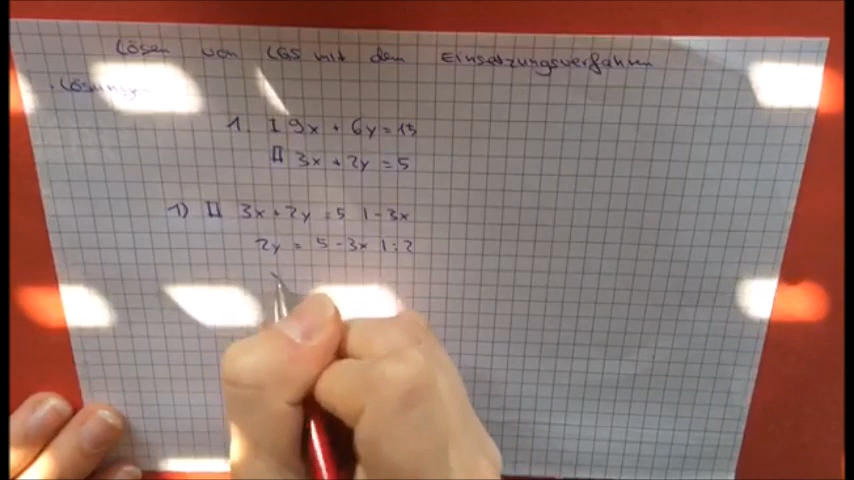 Lösen von LGS mit dem Einsetzungsverfahren
Lösungen
1. I 9x + 6y = 15
II 3x + 2y = 5
1) II 3x + 2y = 5 | - 3x
2y = 5 - 3x | : 2